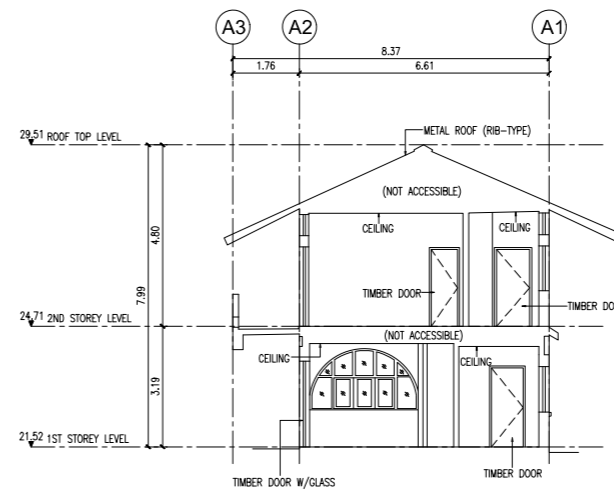 A3
A2
A1
8.37
1.76
6.61
29.51 ROOF TOP LEVEL
METAL ROOF (RIB-TYPE)
(NOT ACCESSIBLE)
CEILING
CEILING
4.80
7.99
TIMBER DOOR
TIMBER DO
24.71 2ND STOREY LEVEL
(NOT ACCESSIBLE)
CEILING
CEILING
3.19
21.52 1ST STOREY LEVEL
TIMBER DOOR
TIMBER DOOR W/GLASS